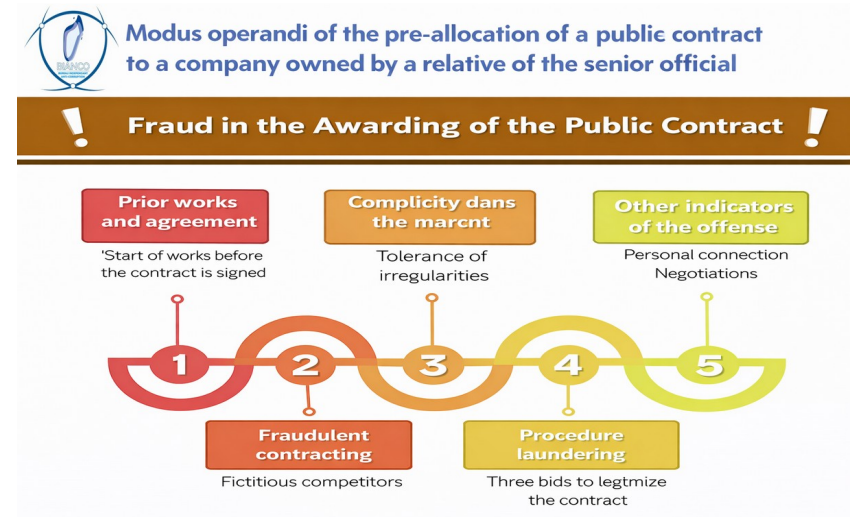 Modus operandi of the pre-allocation of a public contract
to a company owned by a relative of the senior official
BIANCO
! Fraud in the Awarding of the Public Contract !
Prior works
and agreement
'Start of works before
the contract is signed
Complicity dans
the marcnt
Tolerance of
irregularities
Other indicators
of the offense
Personal connection
Negotiations
1 2 3 4 5
Fraudulent
contracting
Fictitious competitors
Procedure
laundering
Three bids to legtmize
the contract